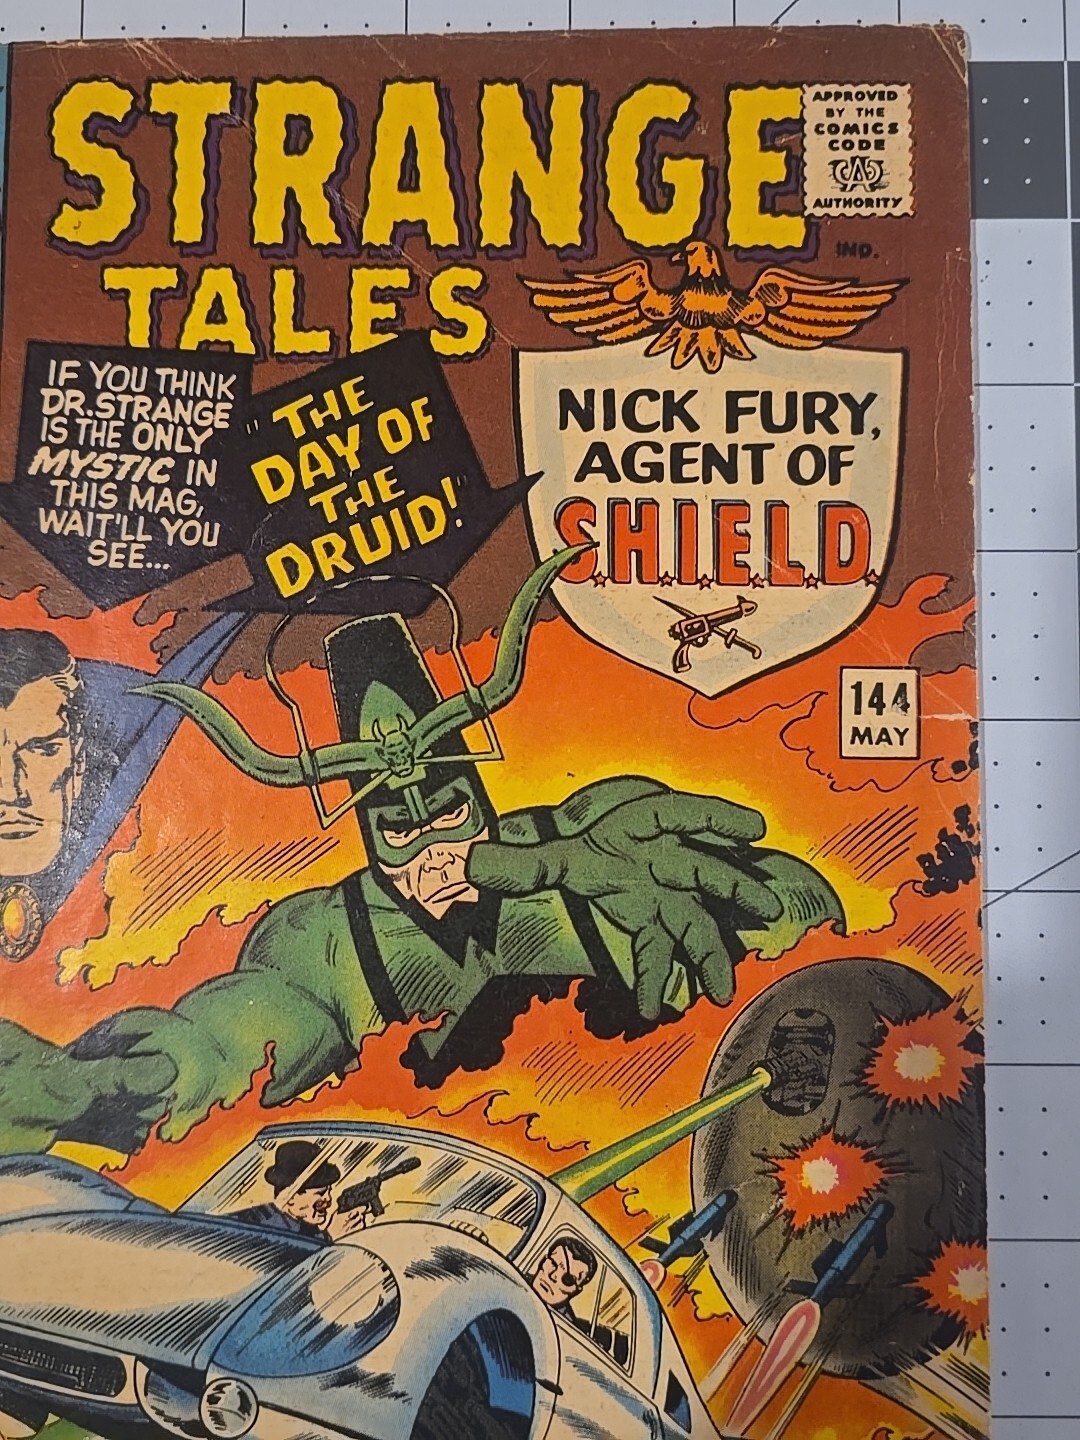 STRANGE
TALES
APPROVED
BY THE
COMICS
CODE
CA
AUTHORITY
IND.
IF YOU THINK
DR. STRANGE
IS THE ONLY
MYSTIC IN
THIS MAG,
WAIT'LL YOU
SEE...
"THE
DAY OF
THE
DRUID!"
NICK FURY,
AGENT OF
S.H.I.E.L.D.
144
MAY